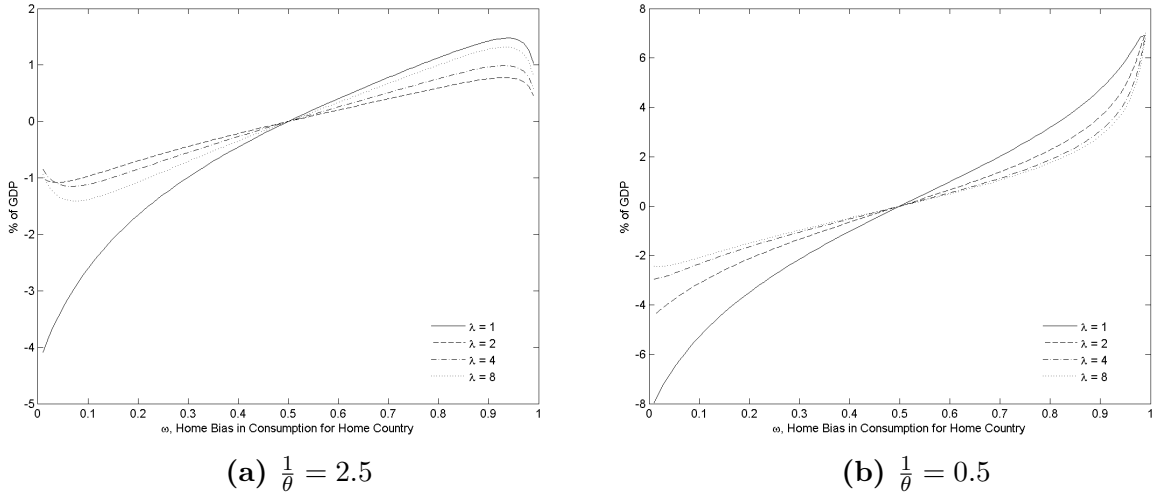 8
6
4
2
0
-2
-4
-6
-8
% of GDP
2
1
0
-1
-2
-3
-4
-5
% of GDP
λ = 1
λ = 2
λ = 4
λ = 8
0 0.1 0.2 0.3 0.4 0.5 0.6 0.7 0.8 0.9 1
ω, Home Bias in Consumption for Home Country
(a) 1/θ = 2.5
λ = 1
λ = 2
λ = 4
λ = 8
0 0.1 0.2 0.3 0.4 0.5 0.6 0.7 0.8 0.9 1
ω, Home Bias in Consumption for Home Country
(b) 1/θ = 0.5